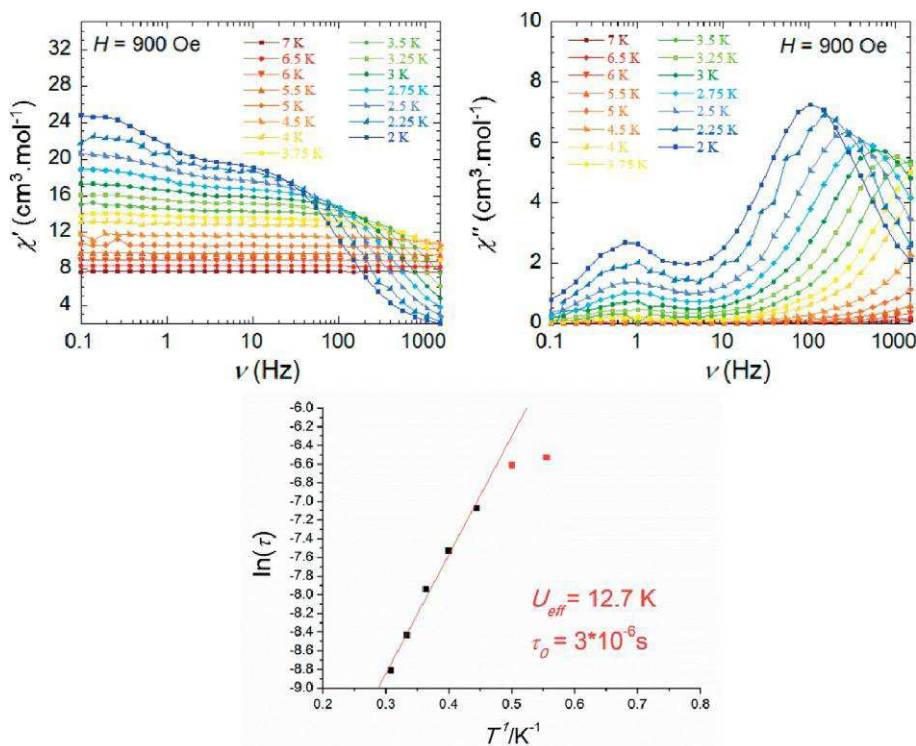 H = 900 Oe
7 K
6.5 K
6 K
5.5 K
5 K
4.5 K
4 K
3.75 K
3.5 K
3.25 K
3 K
2.75 K
2.5 K
2.25 K
2 K
χ' (cm³.mol⁻¹)
32
28
24
20
16
12
8
4
0.1 1 10 100 1000
ν (Hz)
H = 900 Oe
7 K
6.5 K
6 K
5.5 K
5 K
4.5 K
4 K
3.75 K
3.5 K
3.25 K
3 K
2.75 K
2.5 K
2.25 K
2 K
χ'' (cm³.mol⁻¹)
10
8
6
4
2
0
0.1 1 10 100 1000
ν (Hz)
-6.0
-6.2
-6.4
-6.6
-6.8
-7.0
-7.2
-7.4
-7.6
-7.8
-8.0
-8.2
-8.4
-8.6
-8.8
-9.0
ln(τ)
U_eff = 12.7 K
τ₀ = 3*10⁻⁶s
0.2 0.3 0.4 0.5 0.6 0.7 0.8
T¹/K⁻¹